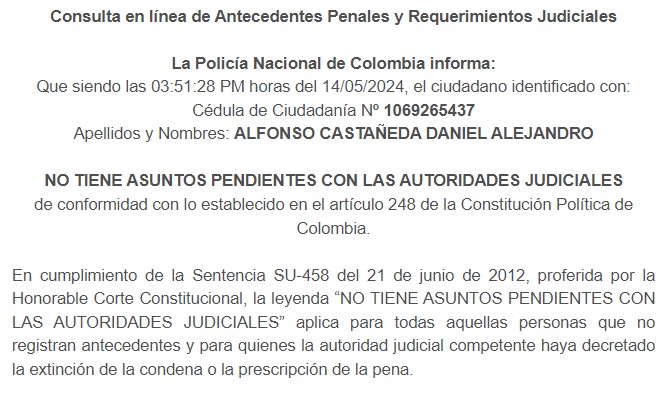 Consulta en línea de Antecedentes Penales y Requerimientos Judiciales
La Policía Nacional de Colombia informa:
Que siendo las 03:51:28 PM horas del 14/05/2024, el ciudadano identificado con:
Cédula de Ciudadanía Nº 1069265437
Apellidos y Nombres: ALFONSO CASTAÑEDA DANIEL ALEJANDRO
NO TIENE ASUNTOS PENDIENTES CON LAS AUTORIDADES JUDICIALES
de conformidad con lo establecido en el artículo 248 de la Constitución Política de
Colombia.
En cumplimiento de la Sentencia SU-458 del 21 de junio de 2012, proferida por la
Honorable Corte Constitucional, la leyenda “NO TIENE ASUNTOS PENDIENTES CON
LAS AUTORIDADES JUDICIALES” aplica para todas aquellas personas que no
registran antecedentes y para quienes la autoridad judicial competente haya decretado
la extinción de la condena o la prescripción de la pena.